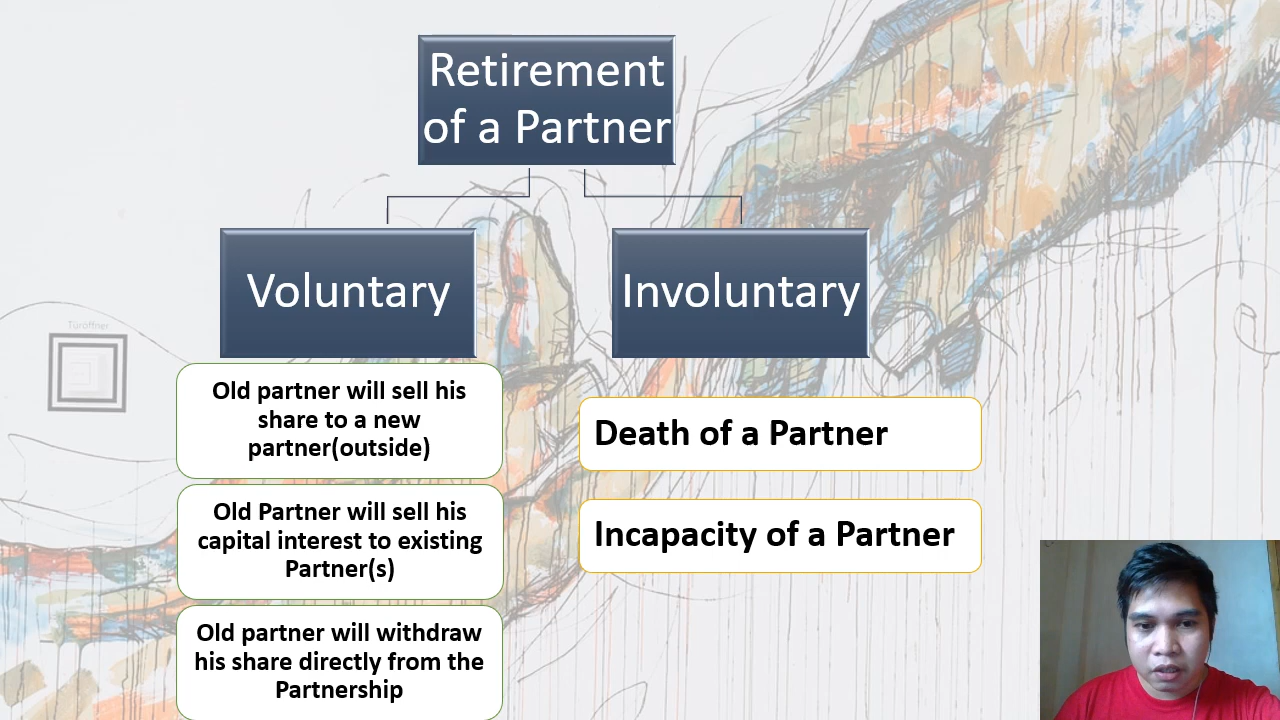 Retirement
of a Partner
Voluntary
Involuntary
Türöffner
Old partner will sell his
share to a new
partner(outside)
Old Partner will sell his
capital interest to existing
Partner(s)
Old partner will withdraw
his share directly from the
Partnership
Death of a Partner
Incapacity of a Partner